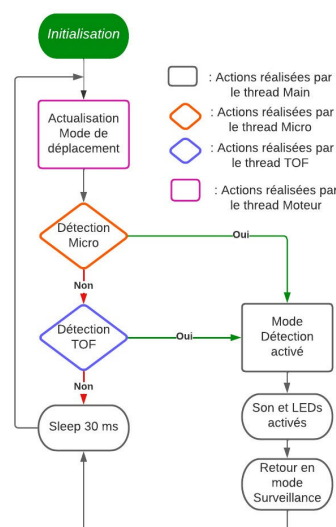 Initialisation
Actualisation
Mode de
déplacement
: Actions réalisées par
le thread Main
: Actions réalisées par
le thread Micro
: Actions réalisées par
le thread TOF
: Actions réalisées par
le thread Moteur
Détection
Micro
Oui
Non
Détection
TOF
Oui
Non
Mode
Détection
activé
Sleep 30 ms
Son et LEDs
activés
Retour en
mode
Surveillance